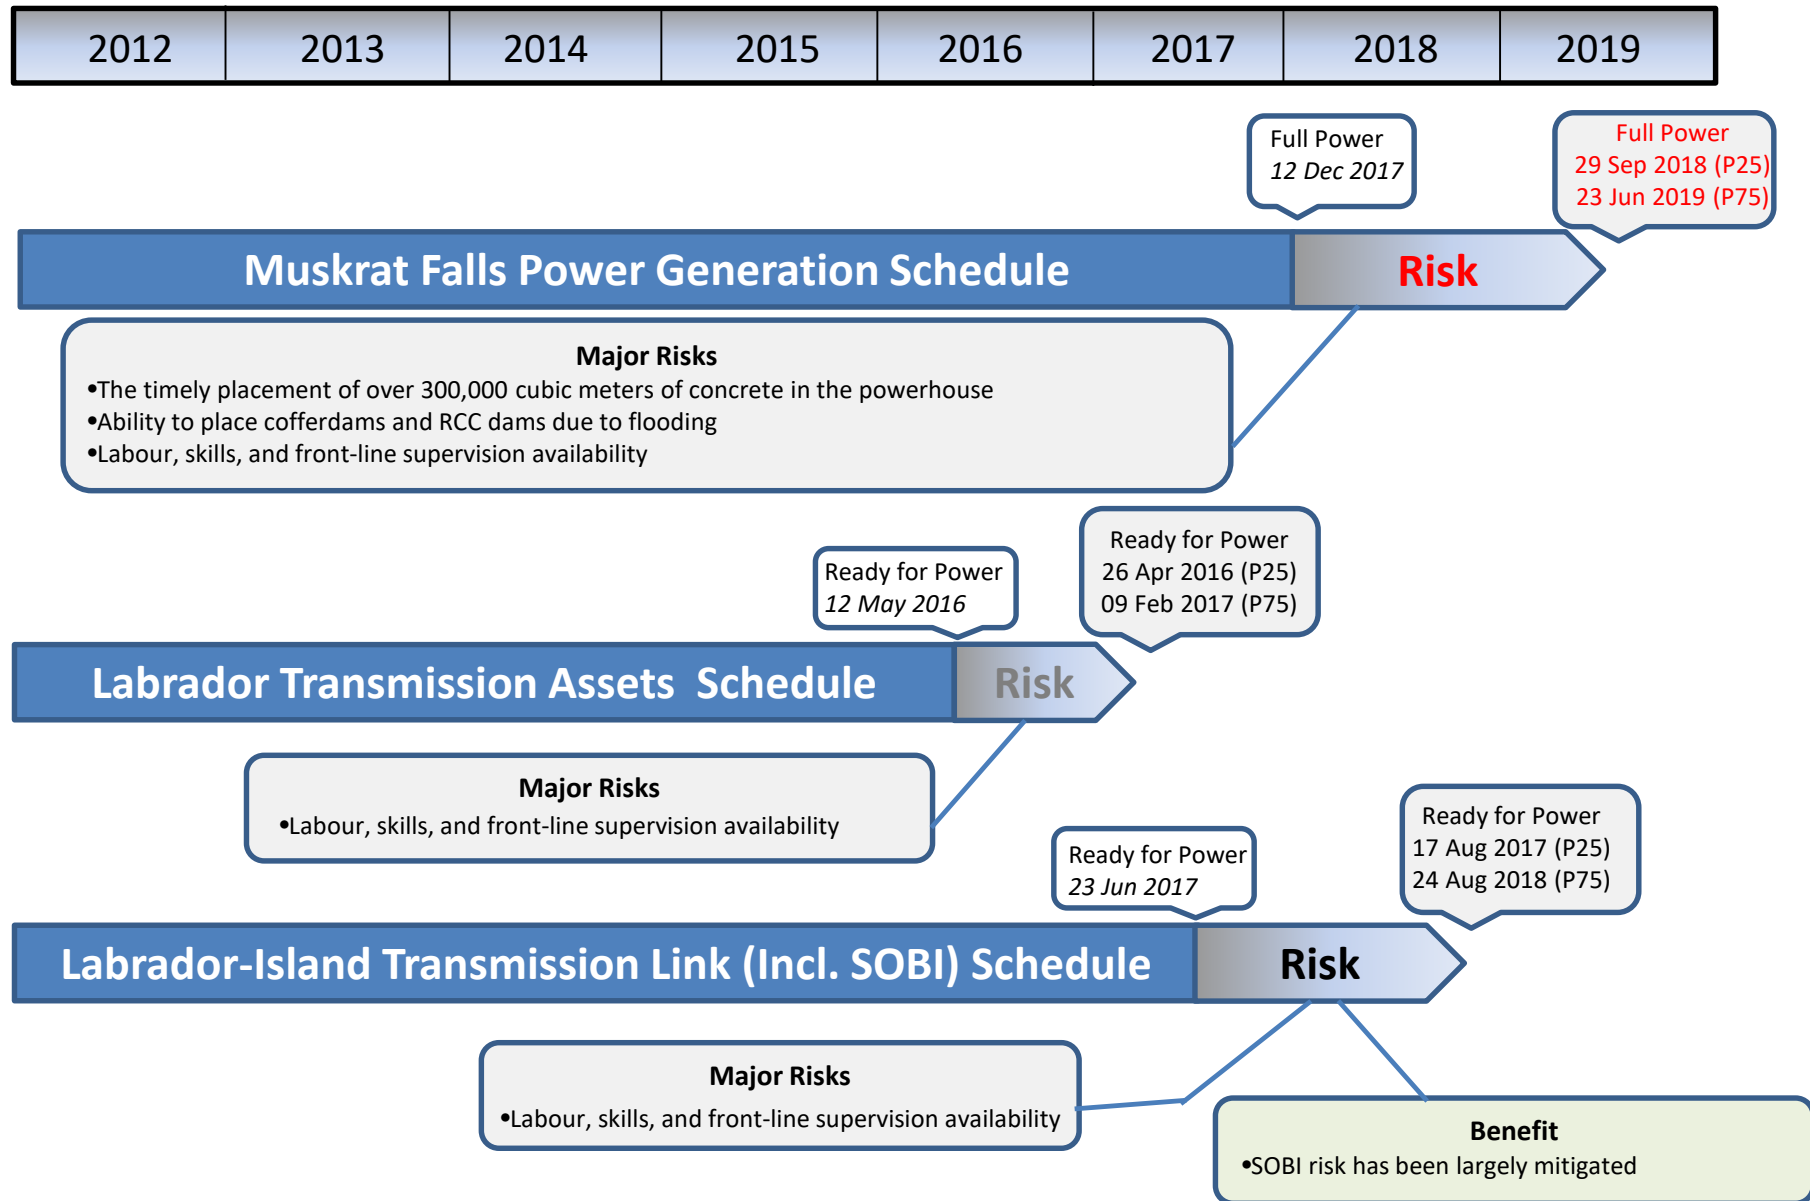 2012 2013 2014 2015 2016 2017 2018 2019
Full Power
12 Dec 2017
Full Power
29 Sep 2018 (P25)
23 Jun 2019 (P75)
Muskrat Falls Power Generation Schedule
Risk
Major Risks
•The timely placement of over 300,000 cubic meters of concrete in the powerhouse
•Ability to place cofferdams and RCC dams due to flooding
•Labour, skills, and front-line supervision availability
Ready for Power
12 May 2016
Ready for Power
26 Apr 2016 (P25)
09 Feb 2017 (P75)
Labrador Transmission Assets  Schedule
Risk
Major Risks
•Labour, skills, and front-line supervision availability
Ready for Power
23 Jun 2017
Ready for Power
17 Aug 2017 (P25)
24 Aug 2018 (P75)
Labrador-Island Transmission Link (Incl. SOBI) Schedule
Risk
Major Risks
•Labour, skills, and front-line supervision availability
Benefit
•SOBI risk has been largely mitigated